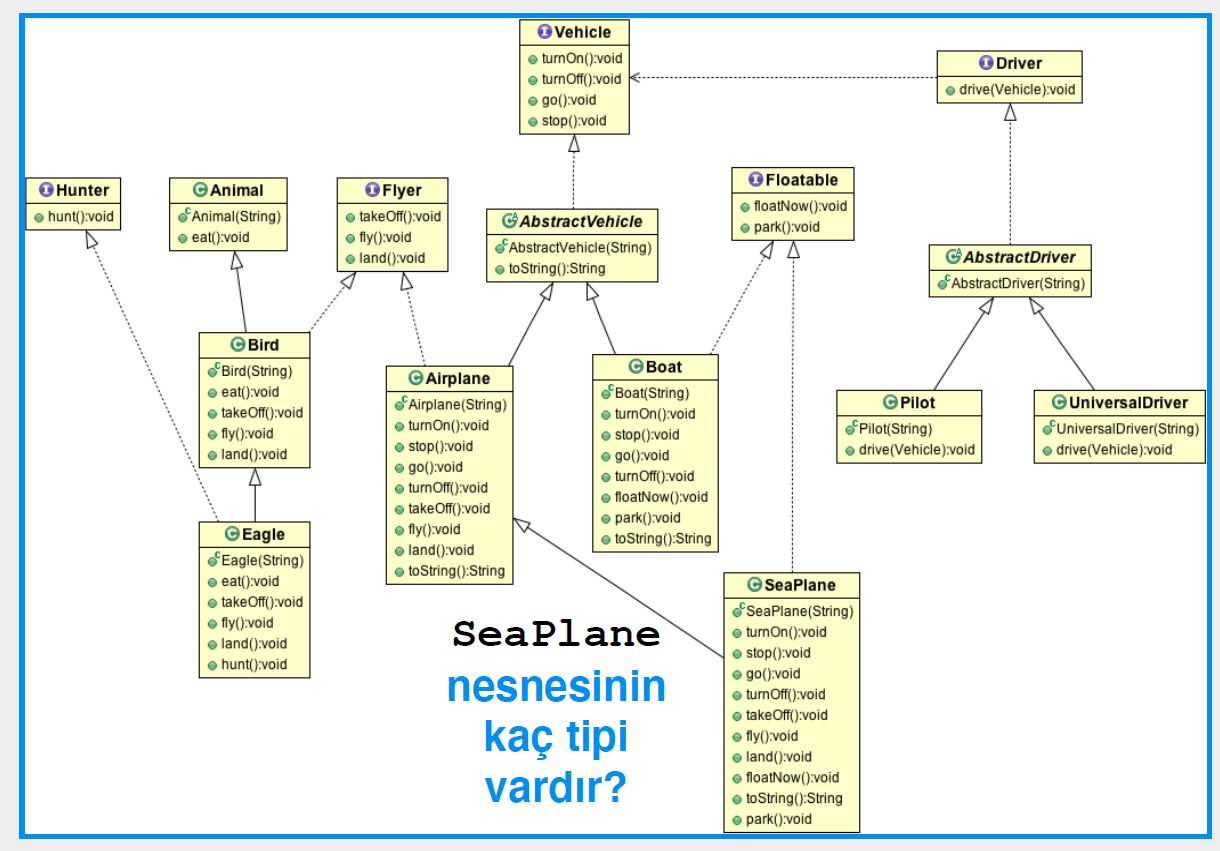 Vehicle
turnOn():void
turnOff():void
go():void
stop():void
Driver
drive(Vehicle):void
Hunter
hunt():void
Animal
Animal(String)
eat():void
Flyer
takeOff():void
fly():void
land():void
AbstractVehicle
AbstractVehicle(String)
toString():String
Floatable
floatNow():void
park():void
AbstractDriver
AbstractDriver(String)
Bird
Bird(String)
eat():void
takeOff():void
fly():void
land():void
Airplane
Airplane(String)
turnOn():void
stop():void
go():void
turnOff():void
takeOff():void
fly():void
land():void
toString():String
Boat
Boat(String)
turnOn():void
stop():void
go():void
turnOff():void
floatNow():void
park():void
toString():String
Pilot
Pilot(String)
drive(Vehicle):void
UniversalDriver
UniversalDriver(String)
drive(Vehicle):void
Eagle
Eagle(String)
eat():void
takeOff():void
fly():void
land():void
hunt():void
SeaPlane
SeaPlane(String)
turnOn():void
stop():void
go():void
turnOff():void
takeOff():void
fly():void
land():void
floatNow():void
toString():String
park():void
SeaPlane
nesnesinin
kaç tipi
vardır?